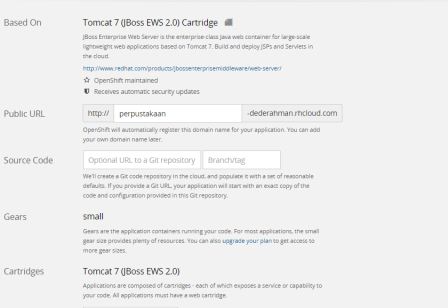 Based On
Tomcat 7 (JBoss EWS 2.0) Cartridge
JBoss Enterprise Web Server is the enterprise-class Java web container for large-scale
lightweight web applications based on Tomcat 7. Build and deploy JSPs and Servlets in
the cloud.
http://www.redhat.com/products/jbossenterprisemiddleware/web-server/
OpenShift maintained
Receives automatic security updates
Public URL
http://
perpustakaan
-dederahman.rhcloud.com
OpenShift will automatically register this domain name for your application. You can add
your own domain name later.
Source Code
Optional URL to a Git repository
Branch/tag
We'll create a Git code repository in the cloud, and populate it with a set of reasonable
defaults. If you provide a Git URL, your application will start with an exact copy of the
code and configuration provided in this Git repository.
Gears
small
Gears are the application containers running your code. For most applications, the small
gear size provides plenty of resources. You can also upgrade your plan to get access to
more gear sizes.
Cartridges
Tomcat 7 (JBoss EWS 2.0)
Applications are composed of cartridges - each of which exposes a service or capability to
your code. All applications must have a web cartridge.